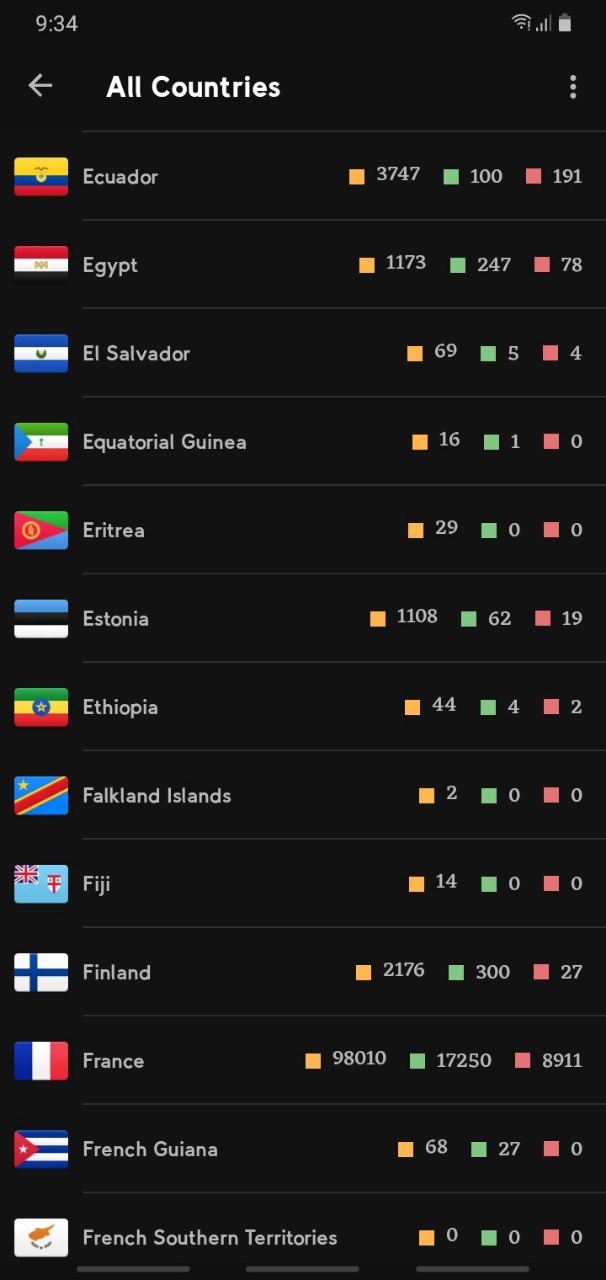 9:34
All Countries
Ecuador 3747 100 191
Egypt 1173 247 78
El Salvador 69 5 4
Equatorial Guinea 16 1 0
Eritrea 29 0 0
Estonia 1108 62 19
Ethiopia 44 4 2
Falkland Islands 2 0 0
Fiji 14 0 0
Finland 2176 300 27
France 98010 17250 8911
French Guiana 68 27 0
French Southern Territories 0 0 0